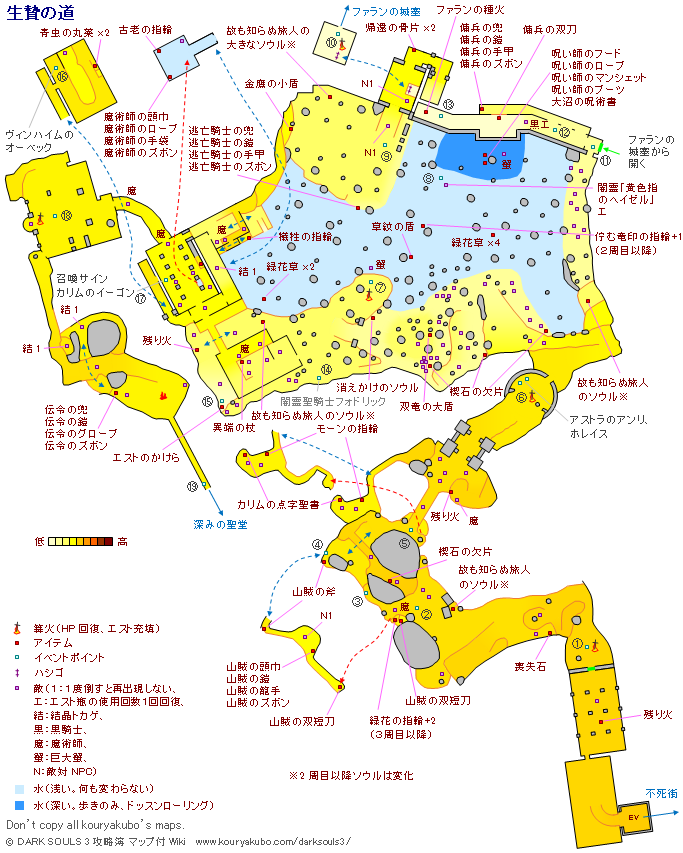 生贄の道
青虫の丸薬×2
古老の指輪
故も知らぬ旅人の
大きなソウル※
ファランの城塞
帰還の骨片×2
ファランの種火
傭兵の兜
傭兵の鎧
傭兵の手甲
傭兵のズボン
傭兵の双刀
呪い師のフード
呪い師のローブ
呪い師のマンシェット
呪い師のブーツ
大沼の呪術書
⑯
⑩
N1
⑬
黒エ
⑫
⑪
金鷹の小盾
魔術師の頭巾
魔術師のローブ
魔術師の手袋
魔術師のズボン
逃亡騎士の兜
逃亡騎士の鎧
逃亡騎士の手甲
逃亡騎士のズボン
ヴィンハイムの
オーベック
N1
⑨
蟹
ファランの
城塞から
開く
⑧
闇霊「黄色指
のヘイゼル」
エ
魔
魔
魔
⑱
犠牲の指輪
草紋の盾
緑花草×4
佇む竜印の指輪+1
(2周目以降)
結1
緑花草×2
蟹
⑦
召喚サイン
カリムのイーゴン
⑰
結1
結1
残り火
魔
⑭
消えかけのソウル
闇霊聖騎士フォドリック
双竜の大盾
楔石の欠片
故も知らぬ旅人
のソウル※
⑮
⑥
アストラのアンリ、
ホレイス
伝令の兜
伝令の鎧
伝令のグローブ
伝令のズボン
異端の杖
故も知らぬ旅人のソウル※
モーンの指輪
エストのかけら
⑬
深みの聖堂
カリムの点字聖書
残り火
魔
低
高
④
⑤
楔石の欠片
故も知らぬ旅人
のソウル※
山賊の斧
③
魔
②
N1
山賊の頭巾
山賊の鎧
山賊の籠手
山賊のズボン
山賊の双短刀
山賊の双短刀
緑花の指輪+2
(3周目以降)
喪失石
①
残り火
不死街
EV
篝火(HP回復、エスト充填)
アイテム
イベントポイント
ハシゴ
敵(1:1度倒すと再出現しない、
エ:エスト瓶の使用回数1回回復、
結:結晶トカゲ、
黒:黒騎士、
魔:魔術師、
蟹:巨大蟹、
N:敵対NPC)
水(浅い。何も変わらない)
水(深い。歩きのみ、ドッスンローリング)
※2周目以降ソウルは変化
Don't copy all kouryakubo's maps.
© DARK SOULS 3 攻略簿 マップ付 Wiki www.kouryakubo.com/darksouls3/